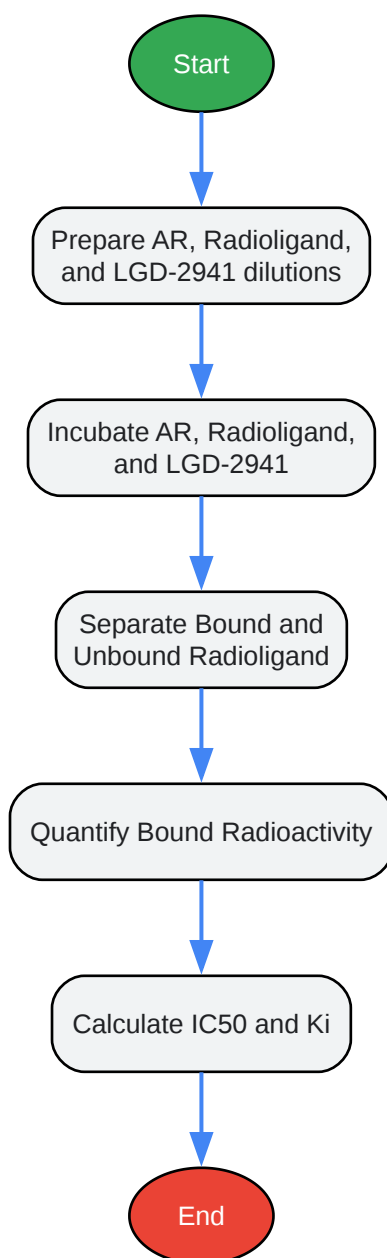 Start
Prepare AR, Radioligand,
and LGD-2941 dilutions
Incubate AR, Radioligand,
and LGD-2941
Separate Bound and
Unbound Radioligand
Quantify Bound Radioactivity
Calculate IC50 and Ki
End